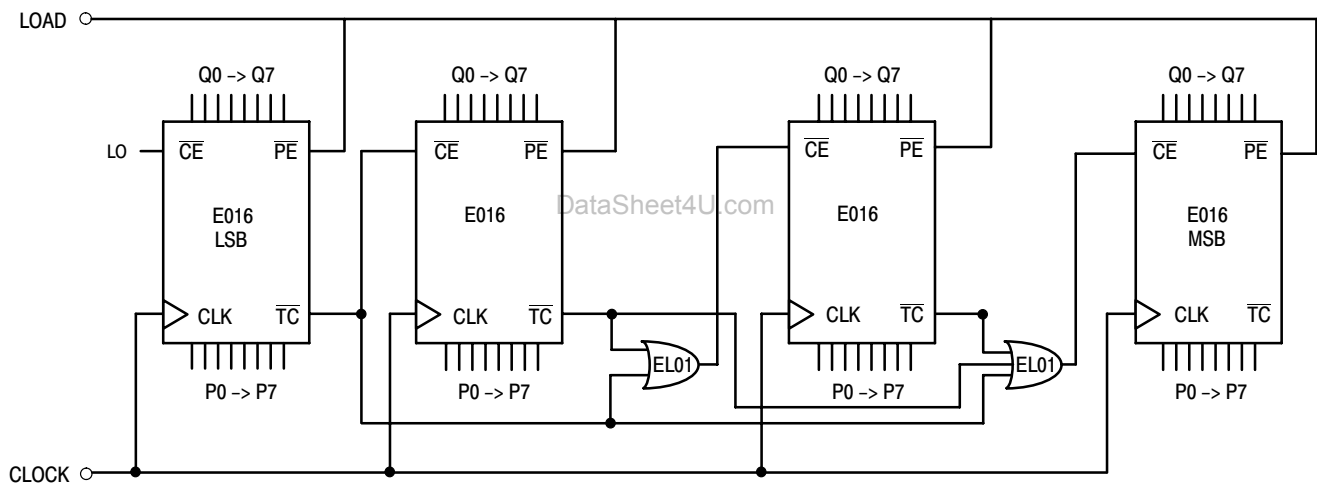 LOAD
Q0 –> Q7
Q0 –> Q7
Q0 –> Q7
Q0 –> Q7
LO
CE PE
CE PE
CE PE
CE PE
DataSheet4U.com
E016
LSB
E016
E016
E016
MSB
CLK TC
CLK TC
CLK TC
CLK TC
EL01
EL01
P0 –> P7
P0 –> P7
P0 –> P7
P0 –> P7
CLOCK